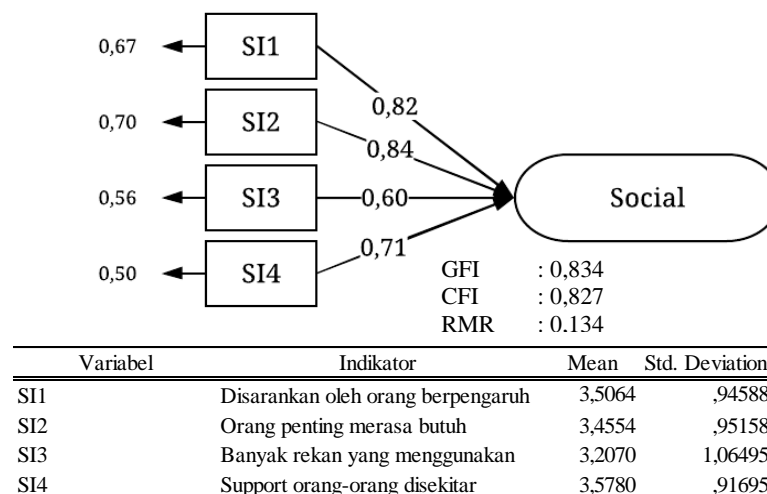 0,67 SI1
0,82
0,70 SI2
0,84
0,56 SI3 0,60 Social
0,71
0,50 SI4
GFI : 0,834
CFI : 0,827
RMR : 0.134
Variabel Indikator Mean Std. Deviation
SI1 Disarankan oleh orang berpengaruh 3,5064 ,94588
SI2 Orang penting merasa butuh 3,4554 ,95158
SI3 Banyak rekan yang menggunakan 3,2070 1,06495
SI4 Support orang-orang disekitar 3,5780 ,91695